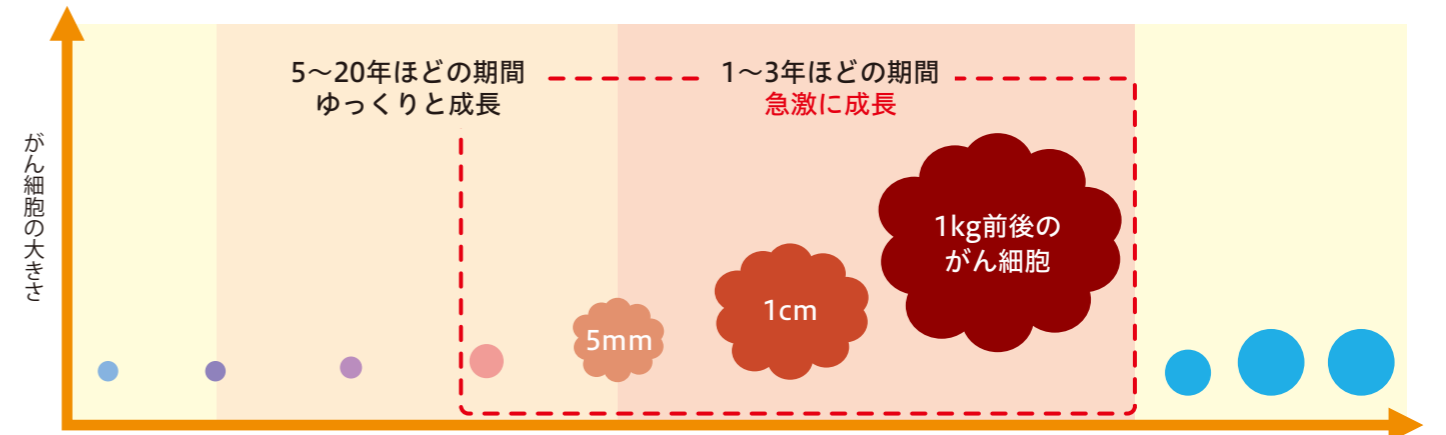 がん細胞の大きさ
5〜20年ほどの期間
ゆっくりと成長
1〜3年ほどの期間
急激に成長
5mm
1cm
1kg前後の
がん細胞